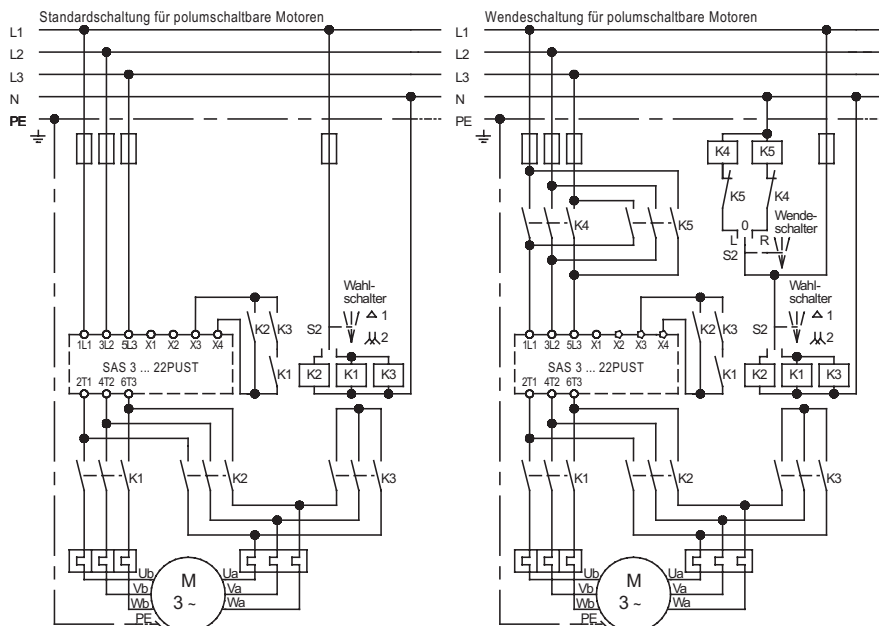 Standardschaltung für polumschaltbare Motoren
L1
L2
L3
N
PE
Wahl-
schalter
1
2
S2
K2
K3
K1
1L1 3L2 5L3 X1 X2 X3 X4
SAS 3 ... 22PUST
2T1 4T2 6T3
K2 K1 K3
K1
K2
K3
Ub
Vb
Wb
PE
M
3 ~
Ua
Va
Wa
Wendeschaltung für polumschaltbare Motoren
L1
L2
L3
N
PE
K4 K5
K5 K4
K4
K5
0
L R
S2
Wende-
schalter
Wahl-
schalter
1
2
S2
K2
K3
K1
1L1 3L2 5L3 X1 X2 X3 X4
SAS 3 ... 22PUST
2T1 4T2 6T3
K2 K1 K3
K1
K2
K3
Ub
Vb
Wb
PE
M
3 ~
Ua
Va
Wa